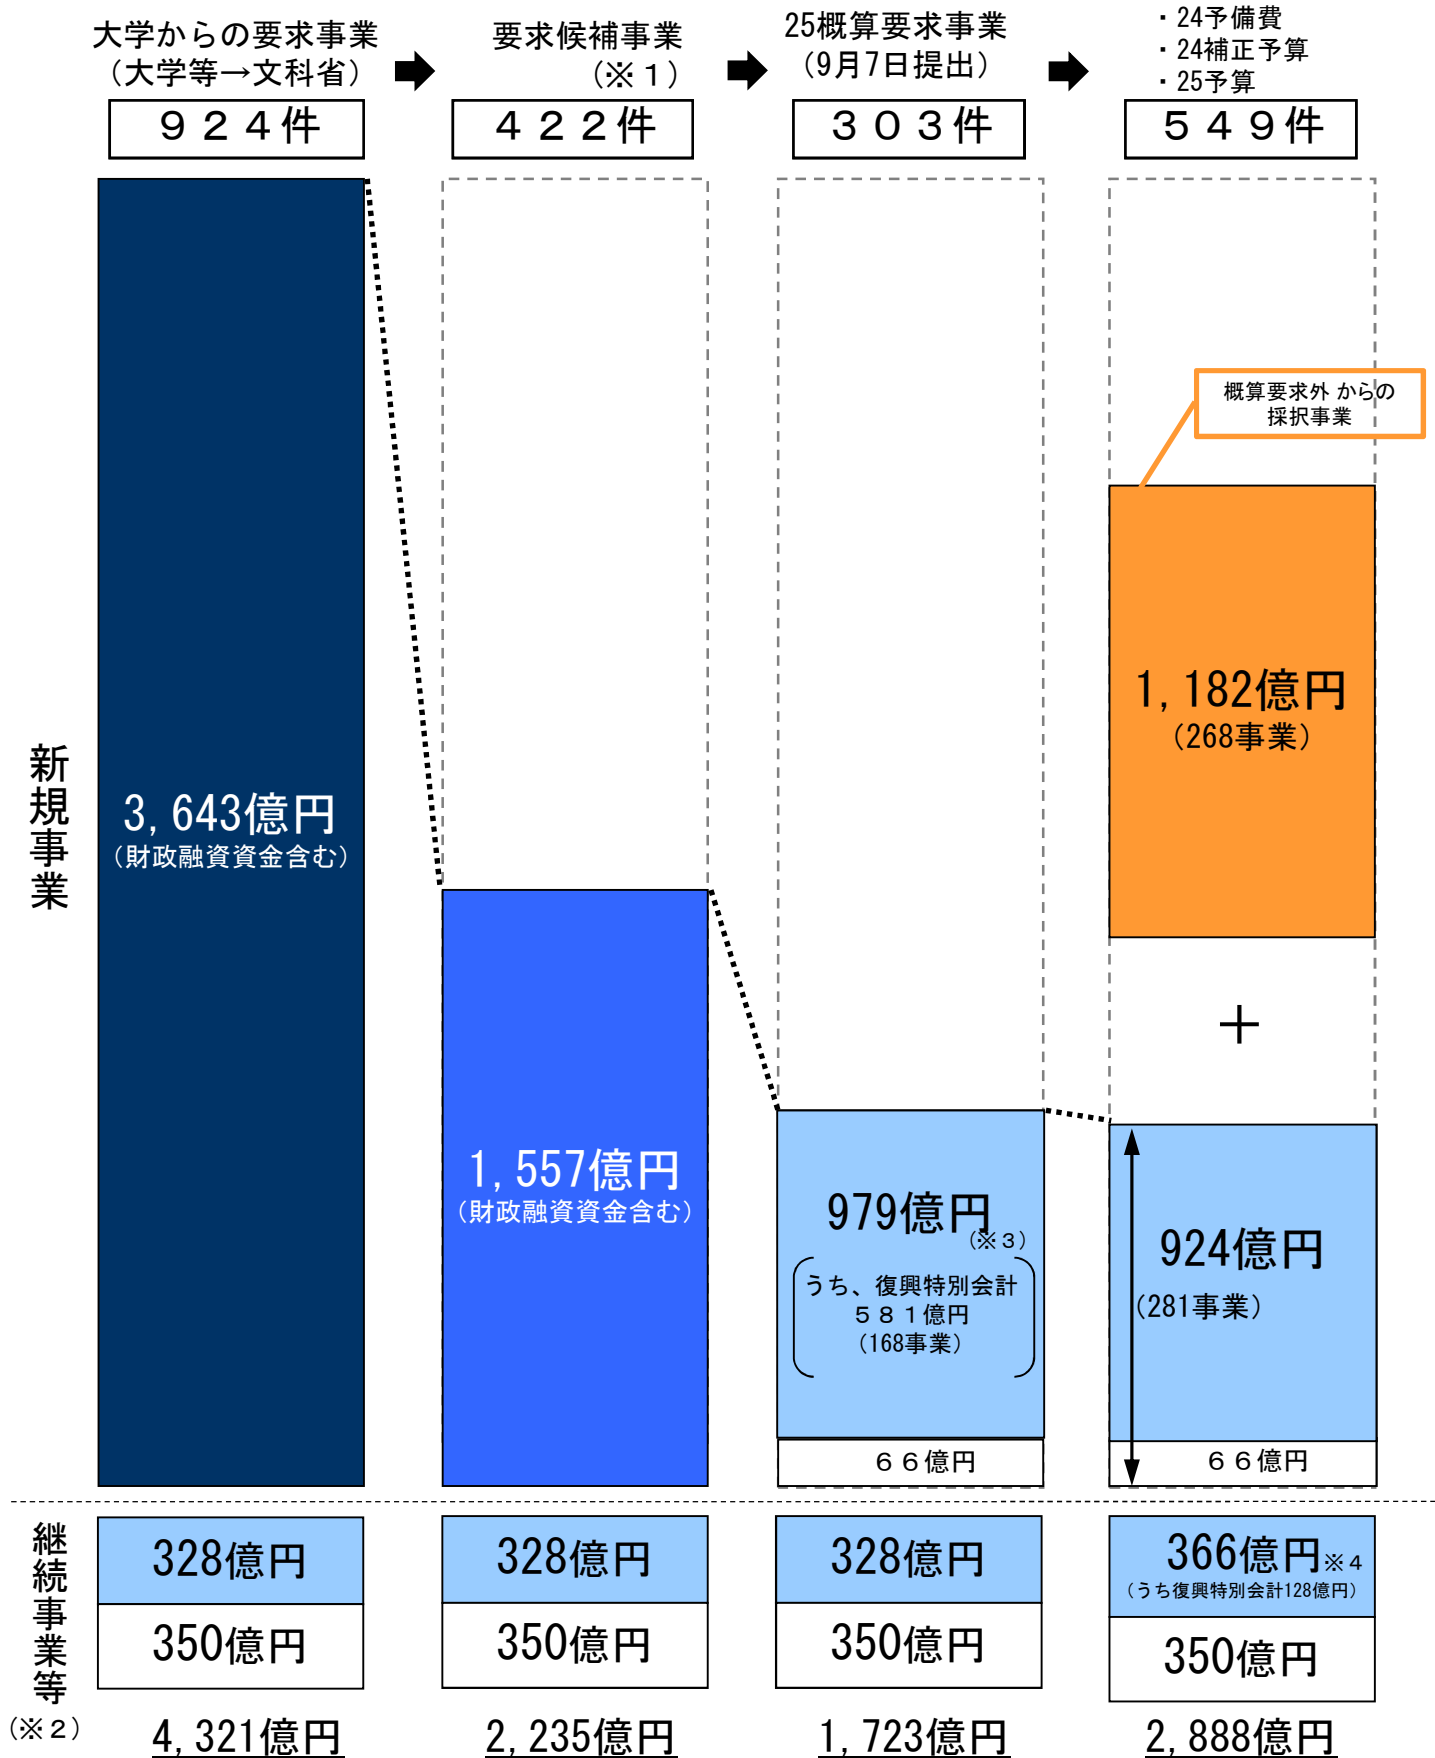 大学からの要求事業
（大学等→文科省）
９２４件
要求候補事業
（※１）
４２２件
25概算要求事業
（9月7日提出）
３０３件
・24予備費
・24補正予算
・25予算
５４９件
概算要求外からの
採択事業
1,182億円
（268事業）
新規事業
3,643億円
（財政融資資金含む）
＋
1,557億円
（財政融資資金含む）
979億円
（※３）
うち、復興特別会計
５８１億円
（168事業）
924億円
（281事業）
６６億円
６６億円
継続事業等
（※２）
328億円
350億円
4,321億円
328億円
350億円
2,235億円
328億円
350億円
1,723億円
366億円※４
（うち復興特別会計128億円）
350億円
2,888億円